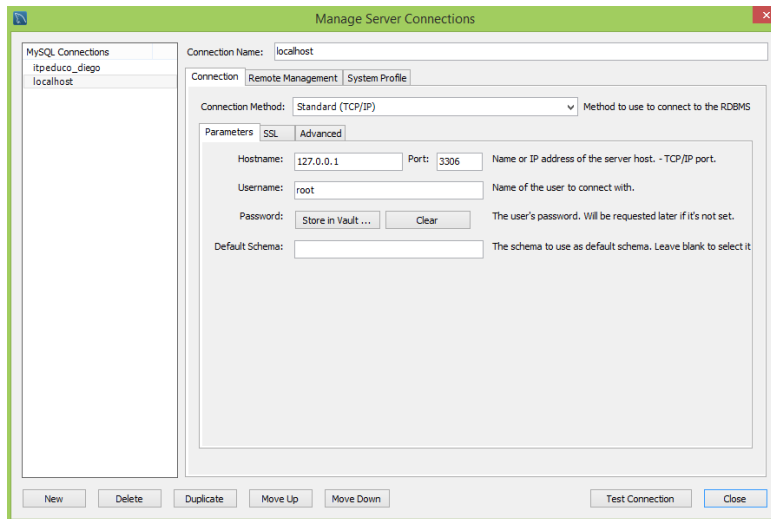 Manage Server Connections
MySQL Connections
itpeduco_diego
localhost
Connection Name: localhost
Connection Remote Management System Profile
Connection Method: Standard (TCP/IP) Method to use to connect to the RDBMS
Parameters SSL Advanced
Hostname: 127.0.0.1 Port: 3306 Name or IP address of the server host. - TCP/IP port.
Username: root Name of the user to connect with.
Password: Store in Vault ... Clear The user's password. Will be requested later if it's not set.
Default Schema: The schema to use as default schema. Leave blank to select it
New Delete Duplicate Move Up Move Down Test Connection Close